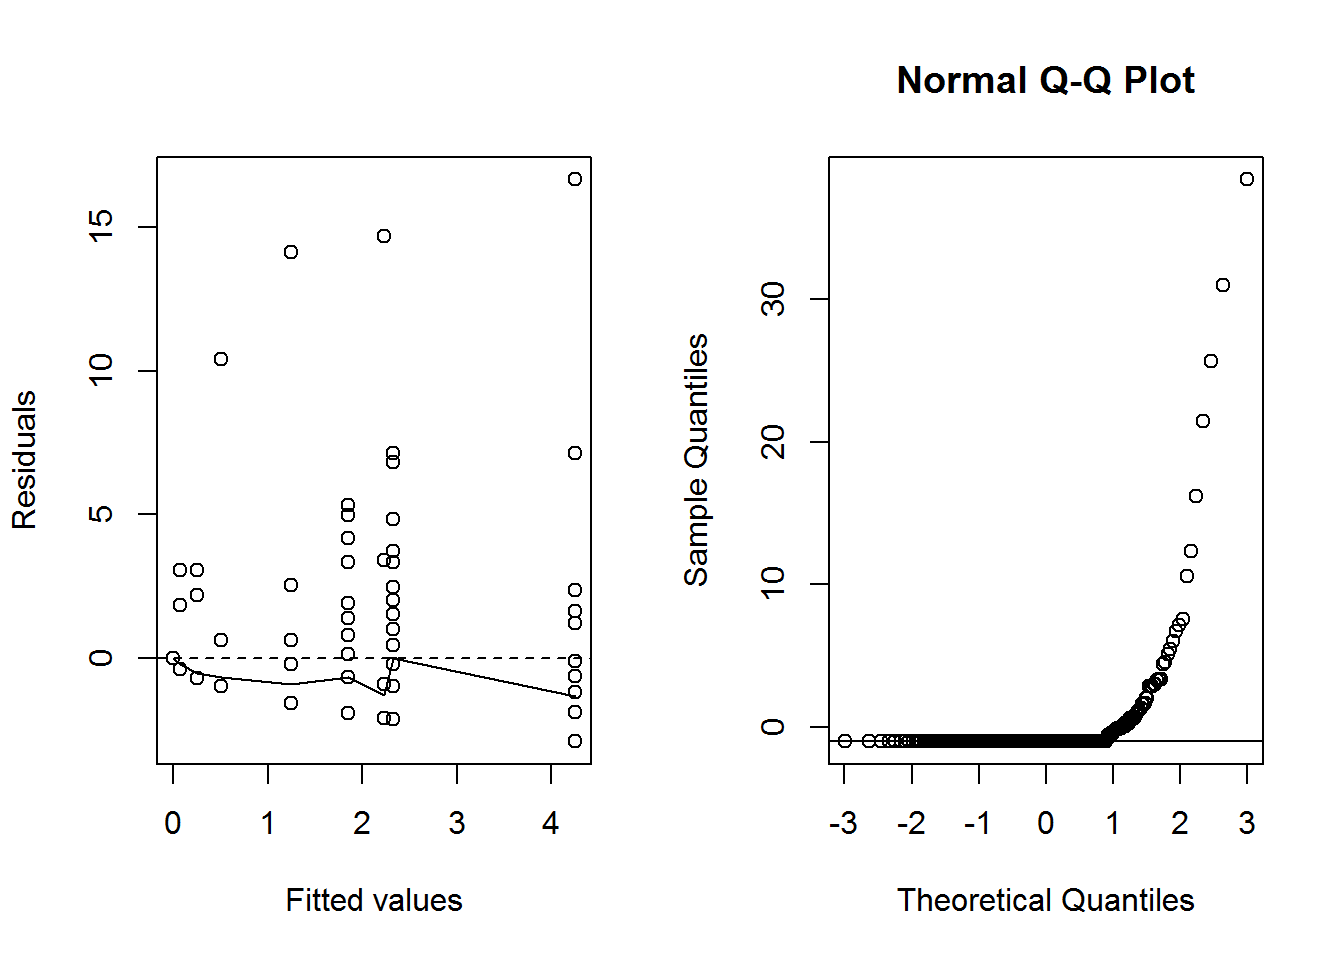 Residuals
15
10
5
0
0 1 2 3 4
Fitted values
Normal Q-Q Plot
Sample Quantiles
30
20
10
0
-3 -2 -1 0 1 2 3
Theoretical Quantiles